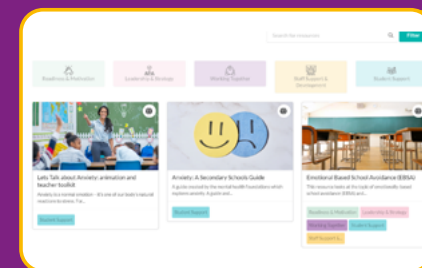 Search the resources
Filter
Readiness & Motivation
Leadership & Strategy
Working Together
Staff Support &
Development
Student Support
Lets Talk about Anxiety: animation and
teacher toolkit
Anxiety is a normal emotion - it's one of our body's natural
reactions to stress.
Student Support
Anxiety: A Secondary Schools Guide
A guide created by the mental health foundation which
explores anxiety. A guide and...
Student Support
Emotional Based School Avoidance (EBSA)
This resource looks at the topic of emotionally based
school avoidance (EBSA) and...
Readiness & Motivation
Leadership & Strategy
Working Together
Student Support
Staff Support &...